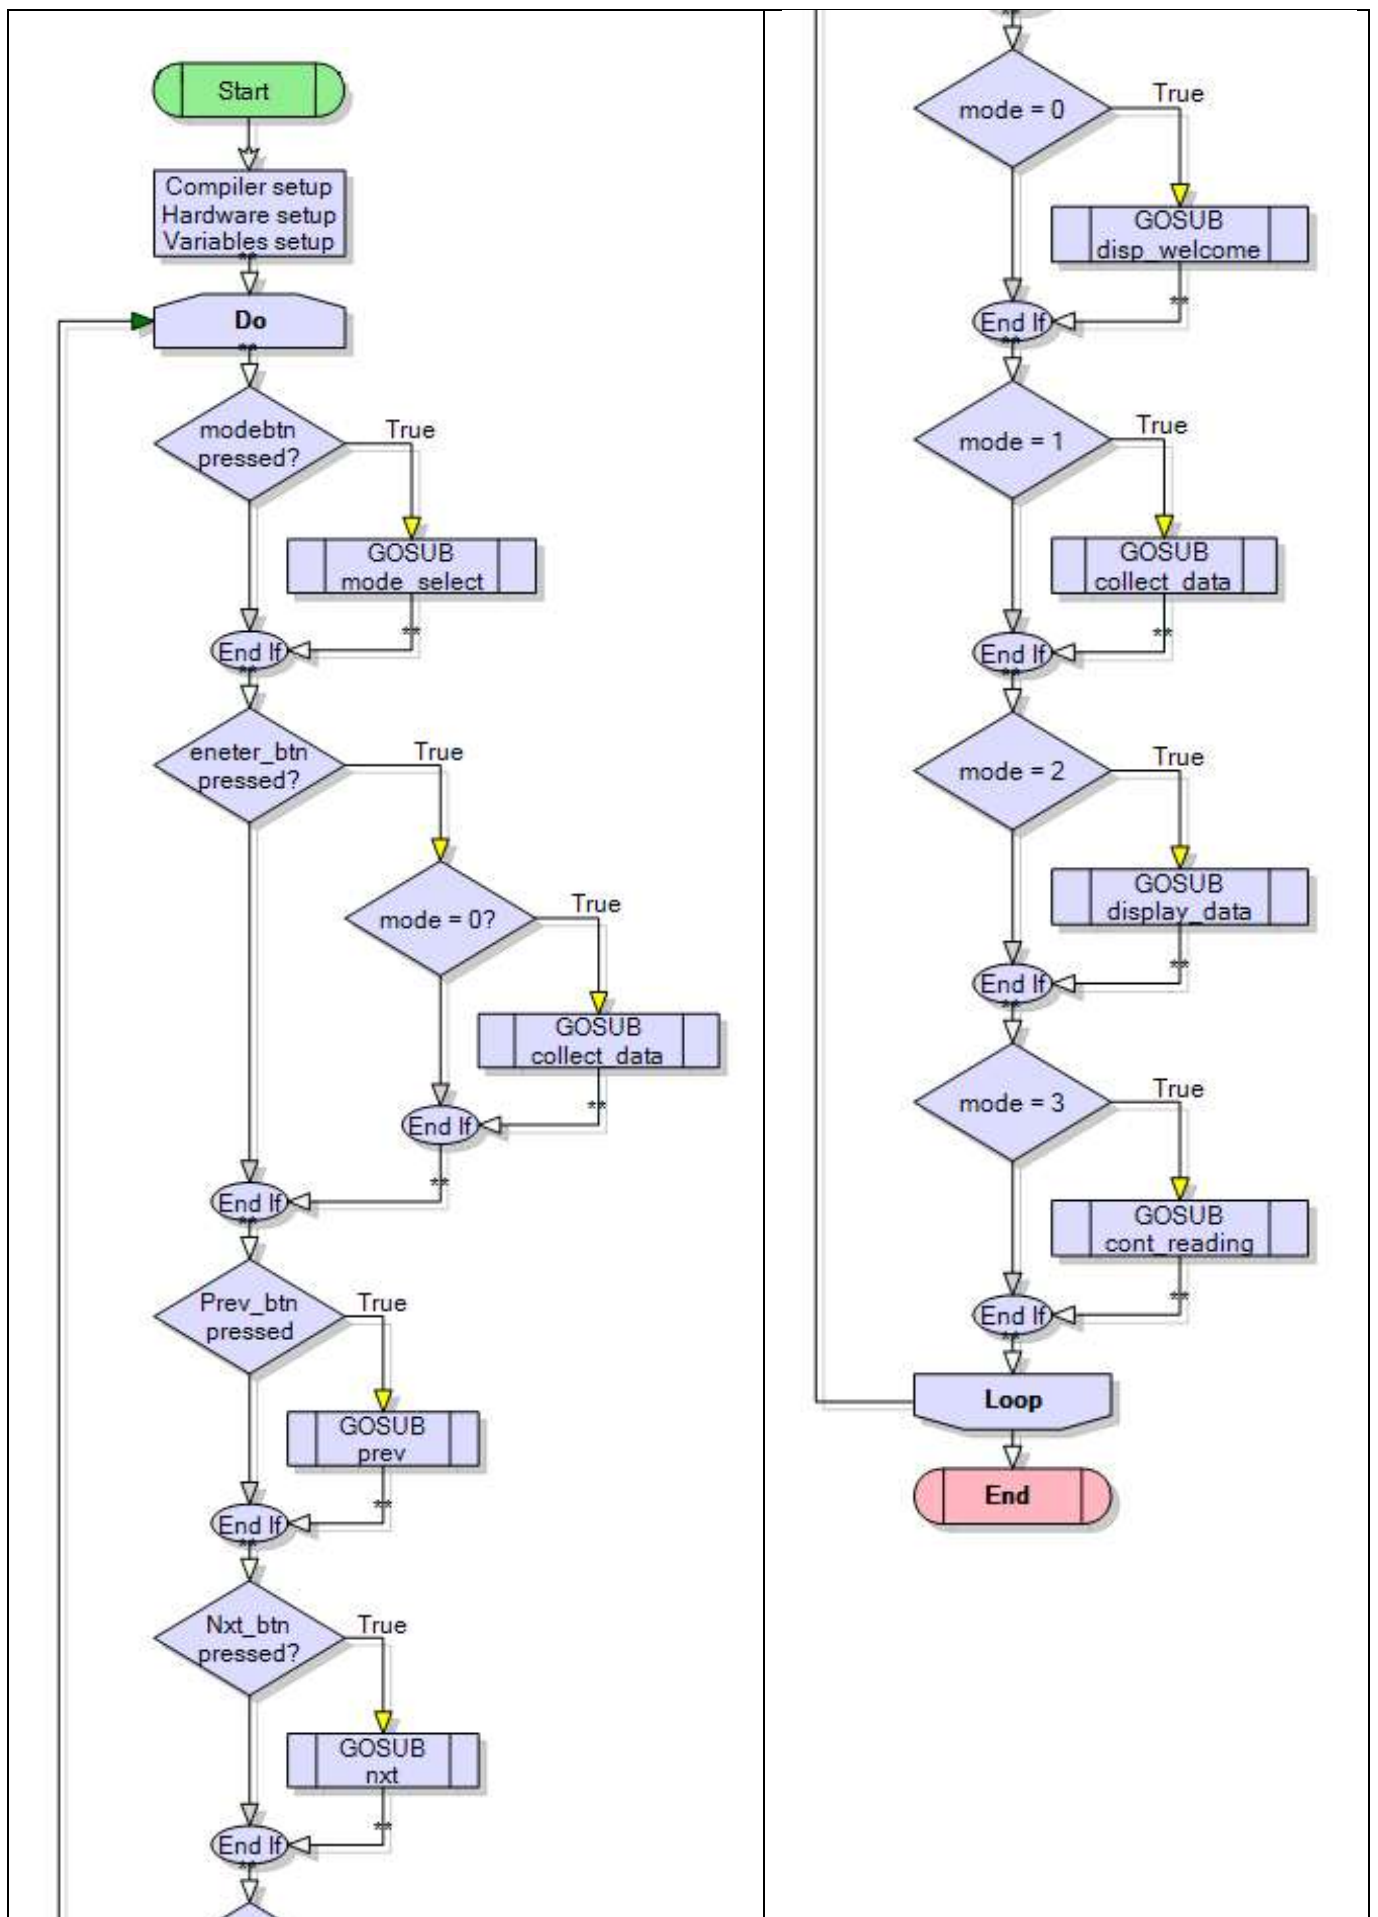 Start
Compiler setup
Hardware setup
Variables setup
**
Do
**
modebtn
pressed?
True
GOSUB
mode_select
**
End If
**
eneter_btn
pressed?
True
mode = 0?
True
GOSUB
collect_data
**
End If
**
End If
**
Prev_btn
pressed
True
GOSUB
prev
**
End If
**
Nxt_btn
pressed?
True
GOSUB
nxt
**
End If
**
mode = 0
True
GOSUB
disp_welcome
**
End If
**
mode = 1
True
GOSUB
collect_data
**
End If
**
mode = 2
True
GOSUB
display_data
**
End If
**
mode = 3
True
GOSUB
cont_reading
**
End If
**
Loop
End